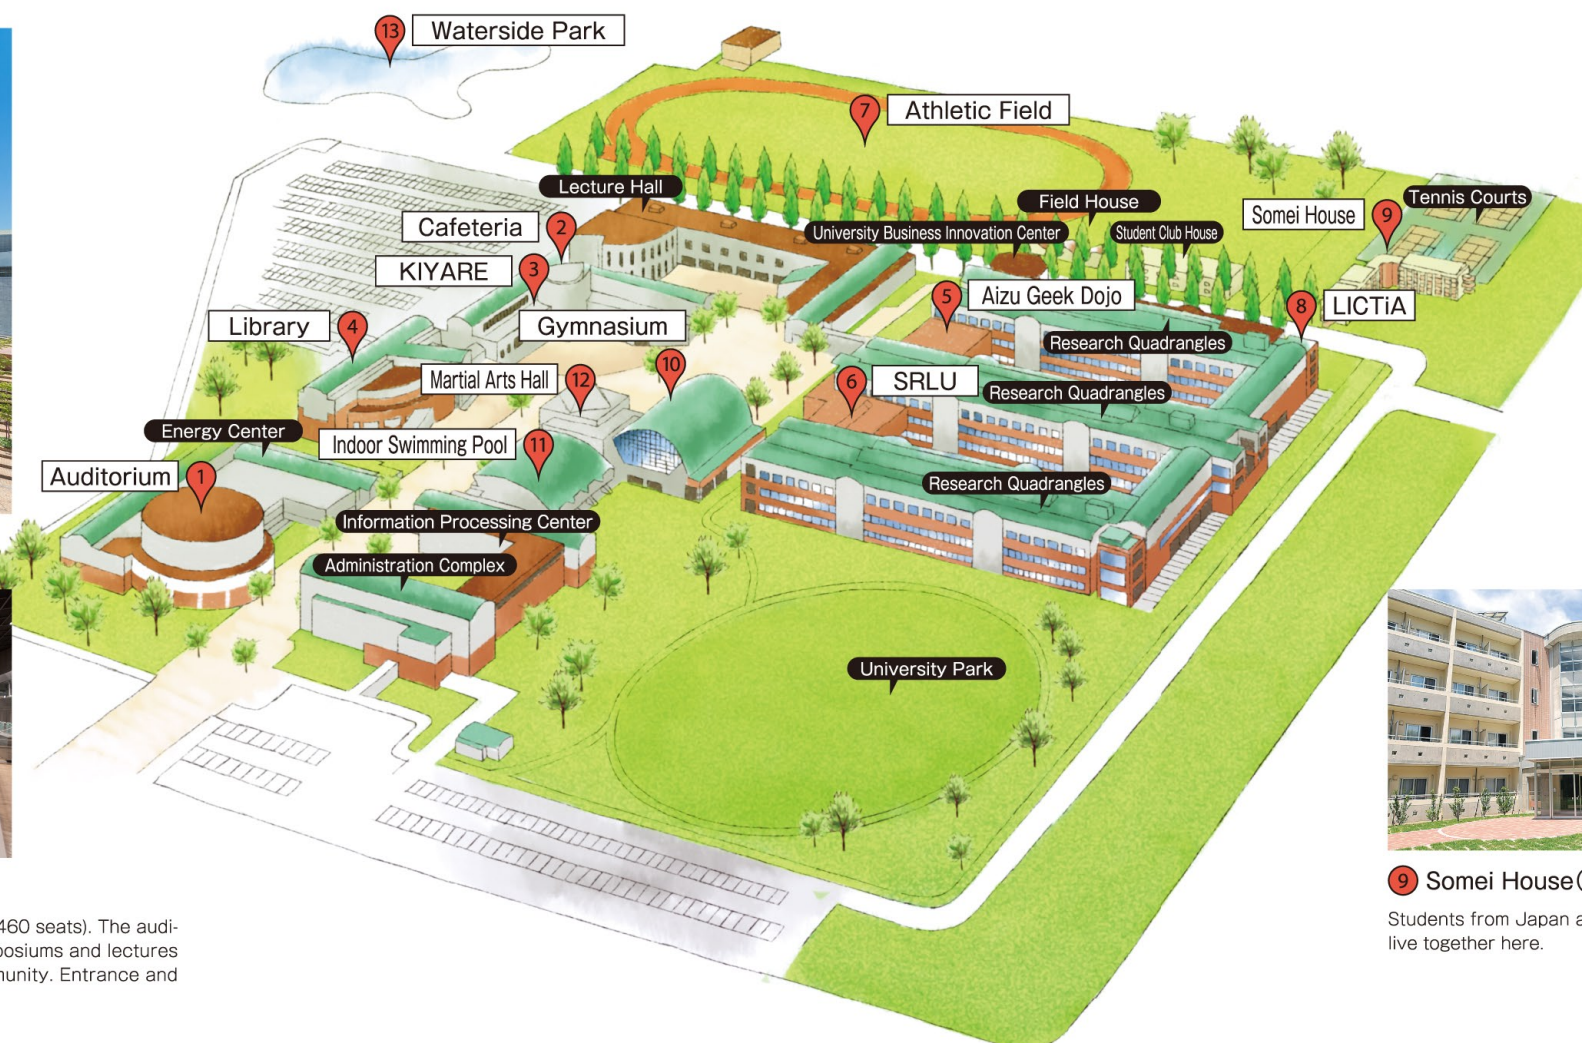 13 Waterside Park
7 Athletic Field
Lecture Hall
Field House
Tennis Courts
Cafeteria 2
University Business Innovation Center
Student Club House
Somei House 9
KIYARE 3
5 Aizu Geek Dojo
8 LICTiA
Library 4
Gymnasium
10
Research Quadrangles
Martial Arts Hall 12
6 SRLU
Research Quadrangles
Energy Center
Indoor Swimming Pool 11
Auditorium 1
Research Quadrangles
Information Processing Center
Administration Complex
University Park
9 Somei House(
Students from Japan a
live together here.
460 seats). The audi-
posiums and lectures
munity. Entrance and